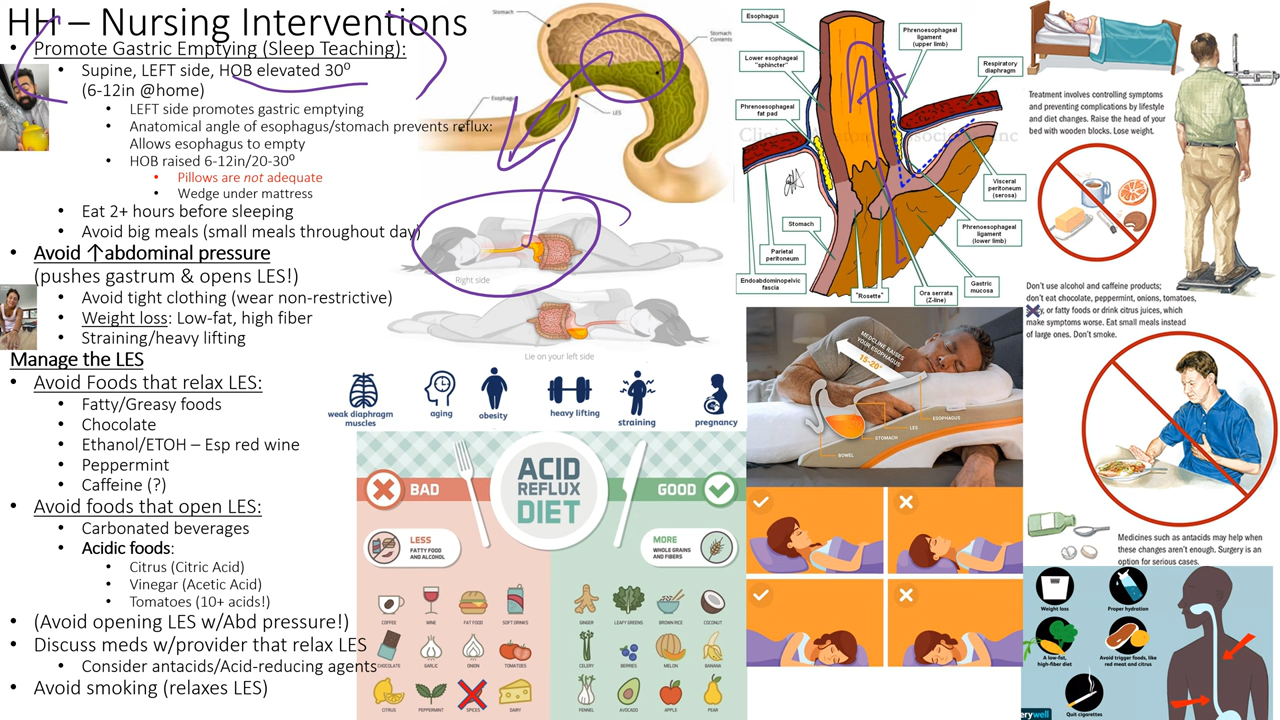 HH – Nursing Interventions
• Promote Gastric Emptying (Sleep Teaching):
• Supine, LEFT side, HOB elevated 30⁰
(6-12in @home)
• LEFT side promotes gastric emptying
• Anatomical angle of esophagus/stomach prevents reflux:
Allows esophagus to empty
• HOB raised 6-12in/20-30⁰
• Pillows are not adequate
• Wedge under mattress
• Eat 2+ hours before sleeping
• Avoid big meals (small meals throughout day)
• Avoid ↑abdominal pressure
(pushes gastrum & opens LES!)
• Avoid tight clothing (wear non-restrictive)
• Weight loss: Low-fat, high fiber
• Straining/heavy lifting
Manage the LES
• Avoid Foods that relax LES:
• Fatty/Greasy foods
• Chocolate
• Ethanol/ETOH – Esp red wine
• Peppermint
• Caffeine (?)
• Avoid foods that open LES:
• Carbonated beverages
• Acidic foods:
• Citrus (Citric Acid)
• Vinegar (Acetic Acid)
• Tomatoes (10+ acids!)
• (Avoid opening LES w/Abd pressure!)
• Discuss meds w/provider that relax LES
• Consider antacids/Acid-reducing agents
• Avoid smoking (relaxes LES)
Stomach
Stomach
Contents
Esophagus
LES
Right side
Lie on your left side
weak diaphragm
muscles
aging
obesity
heavy lifting
straining
pregnancy
ACID
REFLUX
DIET
BAD
GOOD
LESS
FATTY FOOD
AND ALCOHOL
MORE
WHOLE GRAINS
AND FIBERS
COFFEE
WINE
FAT FOOD
SOFT DRINKS
GINGER
LEAFY GREENS
BROWN RICE
COCONUT
CHOCOLATE
GARLIC
ONION
TOMATOES
CELERY
BERRIES
MELON
BANANA
CITRUS
PEPPERMINT
SPICES
DAIRY
FENNEL
AVOCADO
APPLE
PEAR
Esophagus
Phrenoesophageal
ligament
(upper limb)
Lower esophageal
"sphincter"
Respiratory
diaphragm
Phrenoesophageal
fat pad
Visceral
peritoneum
(serosa)
Stomach
Phrenoesophageal
ligament
(lower limb)
Parietal
peritoneum
Endoabdominopelvic
fascia
"Rosette"
Ora serrata
(Z-line)
Gastric
mucosa
MEDCLINE RAISES
YOUR ESOPHAGUS
15-20°
ESOPHAGUS
LES
STOMACH
BOWEL
Treatment involves controlling symptoms
and preventing complications by lifestyle
and diet changes. Raise the head of your
bed with wooden blocks. Lose weight.
Don't use alcohol and caffeine products;
don't eat chocolate, peppermint, onions, tomatoes,
or fatty foods or drink citrus juices, which
make symptoms worse. Eat small meals instead
of large ones. Don't smoke.
Medicines such as antacids may help when
these changes aren't enough. Surgery is an
option for serious cases.
Weight loss
Proper hydration
A low-fat,
high-fiber diet
Avoid trigger foods, like
red meat and citrus
Quit cigarettes
erywell